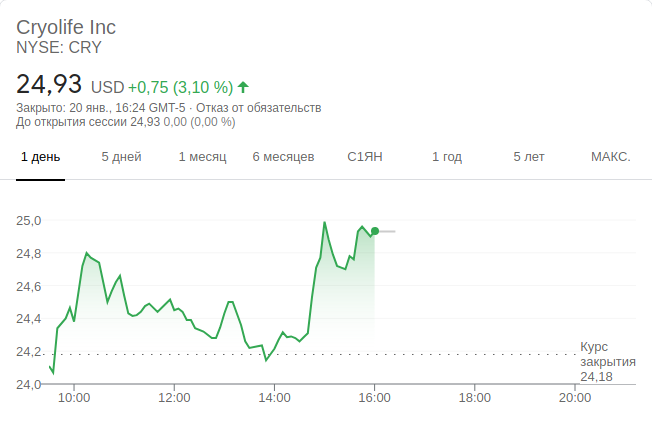 Cryolife Inc
NYSE: CRY
24,93 USD +0,75 (3,10 %)
Закрыто: 20 янв., 16:24 GMT-5 · Отказ от обязательств
До открытия сессии 24,93 0,00 (0,00 %)
1 день 5 дней 1 месяц 6 месяцев С1ЯН 1 год 5 лет МАКС.
25,0
24,8
24,6
24,4
24,2
24,0
Курс
закрытия
24,18
10:00 12:00 14:00 16:00 18:00 20:00